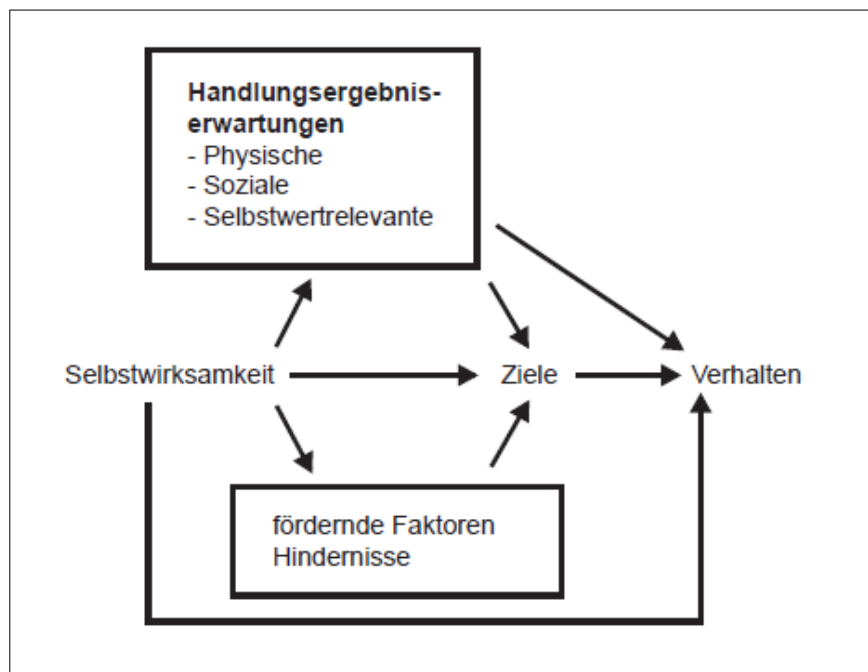 Handlungsergebnis-
erwartungen
- Physische
- Soziale
- Selbstwertrelevante
Selbstwirksamkeit
Ziele
Verhalten
fördernde Faktoren
Hindernisse